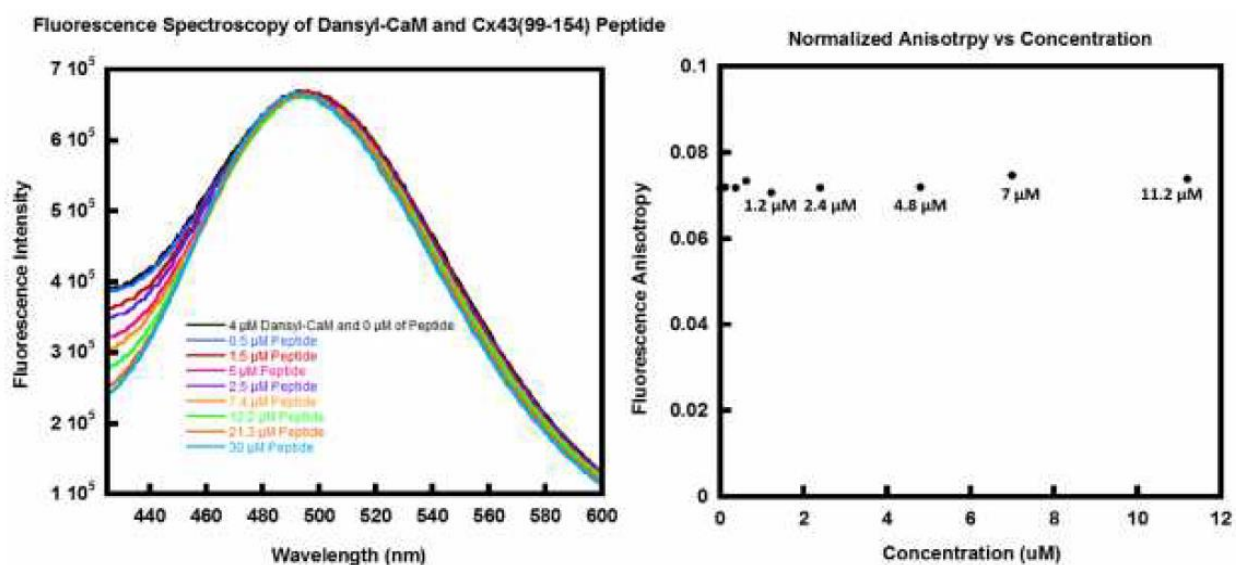 Fluorescence Spectroscopy of Dansyl-CaM and Cx43(99-154) Peptide
7 10⁵
6 10⁵
5 10⁵
4 10⁵
3 10⁵
2 10⁵
1 10⁵
Fluorescence Intensity
4 µM Dansyl-CaM and 0 µM of Peptide
0.5 µM Peptide
1.5 µM Peptide
5 µM Peptide
2.5 µM Peptide
7.4 µM Peptide
12.2 µM Peptide
21.3 µM Peptide
30 µM Peptide
440 460 480 500 520 540 560 580 600
Wavelength (nm)
Normalized Anisotrpy vs Concentration
0.1
0.08
0.06
0.04
0.02
0
Fluorescence Anisotropy
1.2 µM 2.4 µM 4.8 µM 7 µM 11.2 µM
0 2 4 6 8 10 12
Concentration (uM)